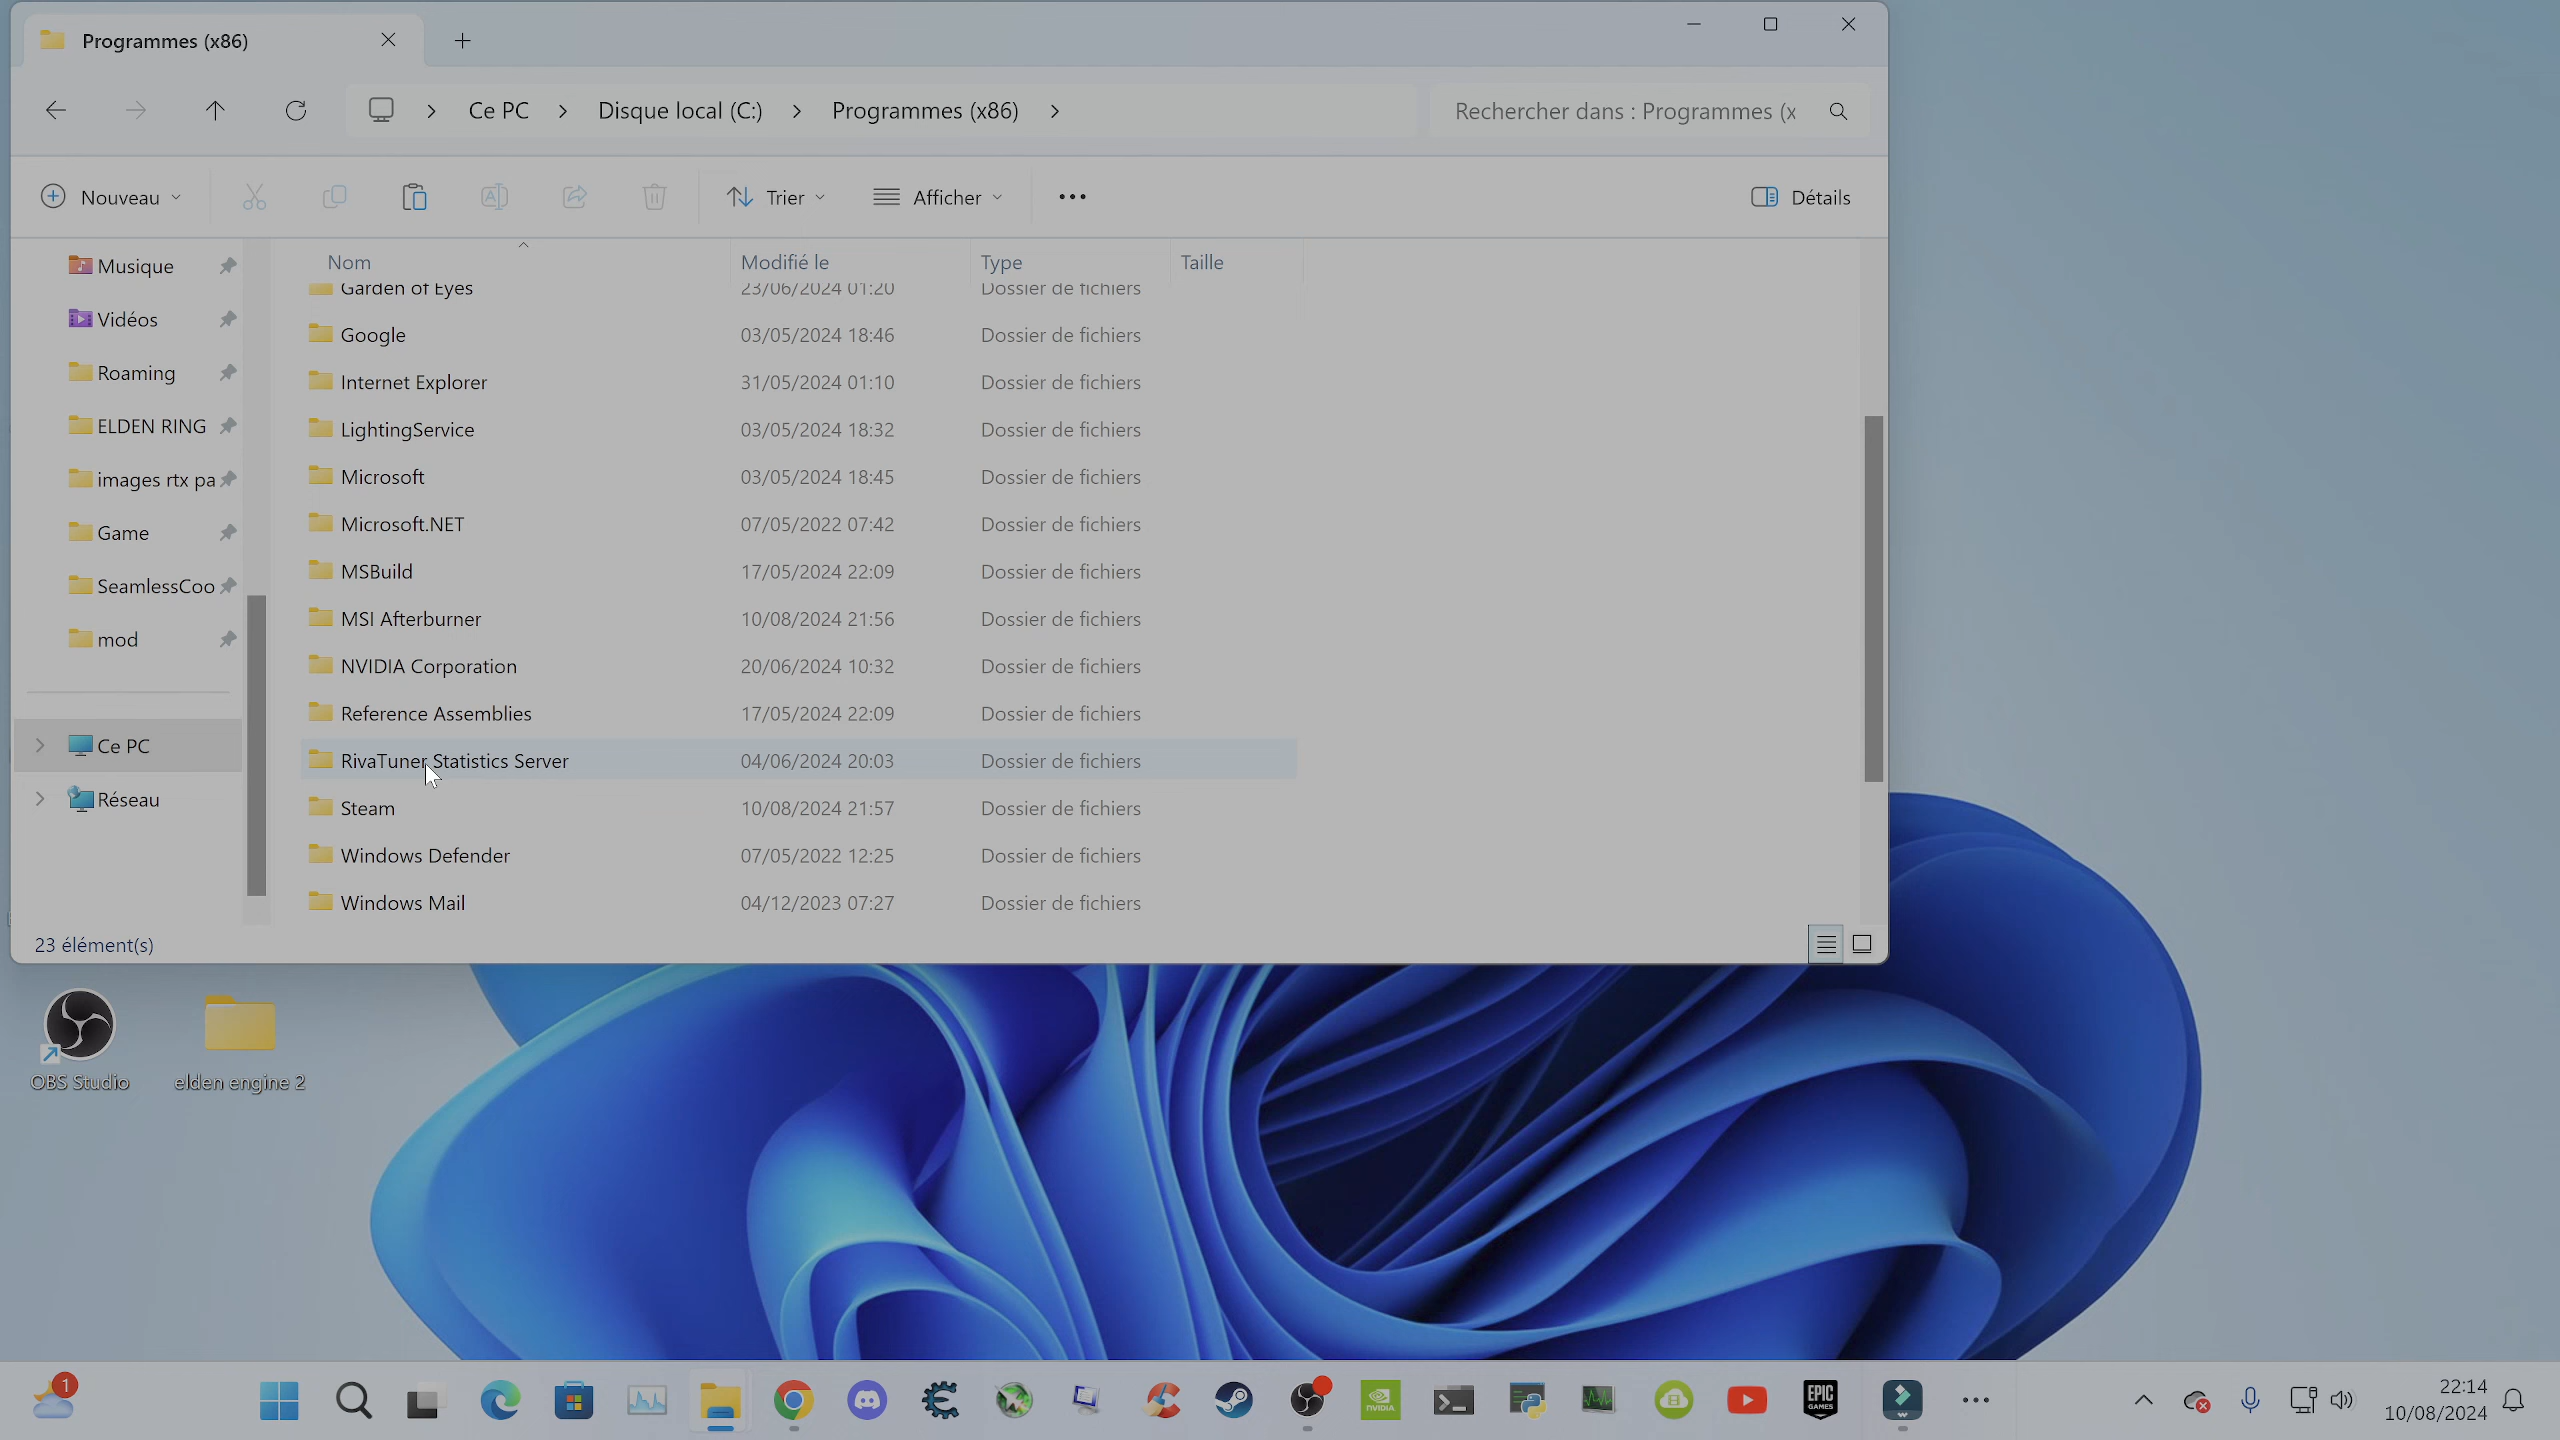 Programmes (x86)
Ce PC
Disque local (C:)
Programmes (x86)
Rechercher dans : Programmes (x
Nouveau
Trier
Afficher
Détails
Musique
Vidéos
Roaming
ELDEN RING
images rtx pa
Game
SeamlessCoo
mod
Ce PC
Réseau
Nom Modifié le Type Taille
Garden of Eyes 23/06/2024 01:20 Dossier de fichiers
Google 03/05/2024 18:46 Dossier de fichiers
Internet Explorer 31/05/2024 01:10 Dossier de fichiers
LightingService 03/05/2024 18:32 Dossier de fichiers
Microsoft 03/05/2024 18:45 Dossier de fichiers
Microsoft.NET 07/05/2022 07:42 Dossier de fichiers
MSBuild 17/05/2024 22:09 Dossier de fichiers
MSI Afterburner 10/08/2024 21:56 Dossier de fichiers
NVIDIA Corporation 20/06/2024 10:32 Dossier de fichiers
Reference Assemblies 17/05/2024 22:09 Dossier de fichiers
RivaTuner Statistics Server 04/06/2024 20:03 Dossier de fichiers
Steam 10/08/2024 21:57 Dossier de fichiers
Windows Defender 07/05/2022 12:25 Dossier de fichiers
Windows Mail 04/12/2023 07:27 Dossier de fichiers
23 élément(s)
OBS Studio
elden engine 2
1
NVIDIA
EPIC
GAMES
22:14
10/08/2024